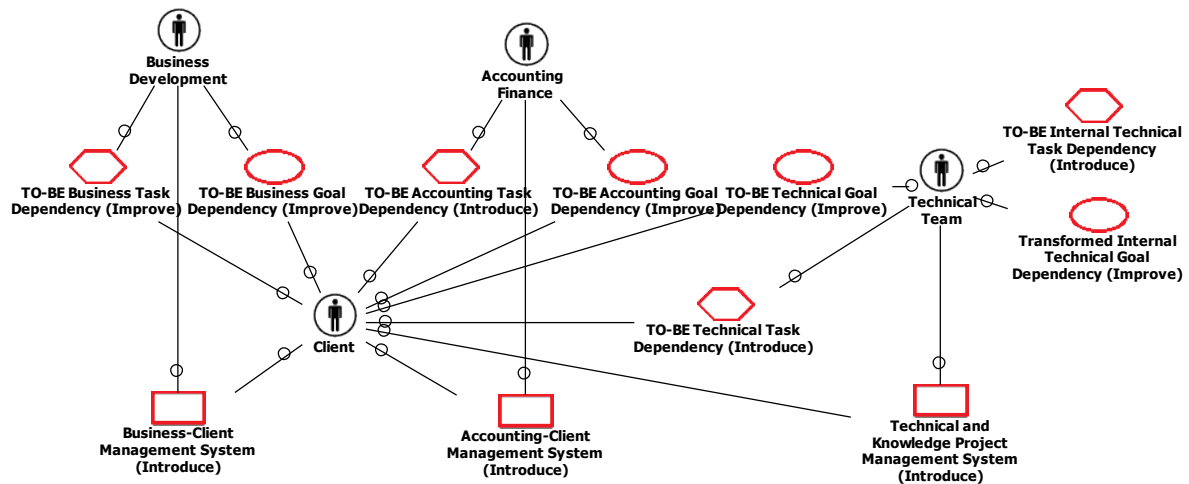 Business
Development
Accounting
Finance
TO-BE Internal Technical
Task Dependency
(Introduce)
TO-BE Business Task
Dependency (Improve)
TO-BE Business Goal
Dependency (Improve)
TO-BE Accounting Task
Dependency (Introduce)
TO-BE Accounting Goal
Dependency (Improve)
TO-BE Technical Goal
Dependency (Improve)
Technical
Team
Transformed Internal
Technical Goal
Dependency (Improve)
Client
TO-BE Technical Task
Dependency (Introduce)
Business-Client
Management System
(Introduce)
Accounting-Client
Management System
(Introduce)
Technical and
Knowledge Project
Management System
(Introduce)